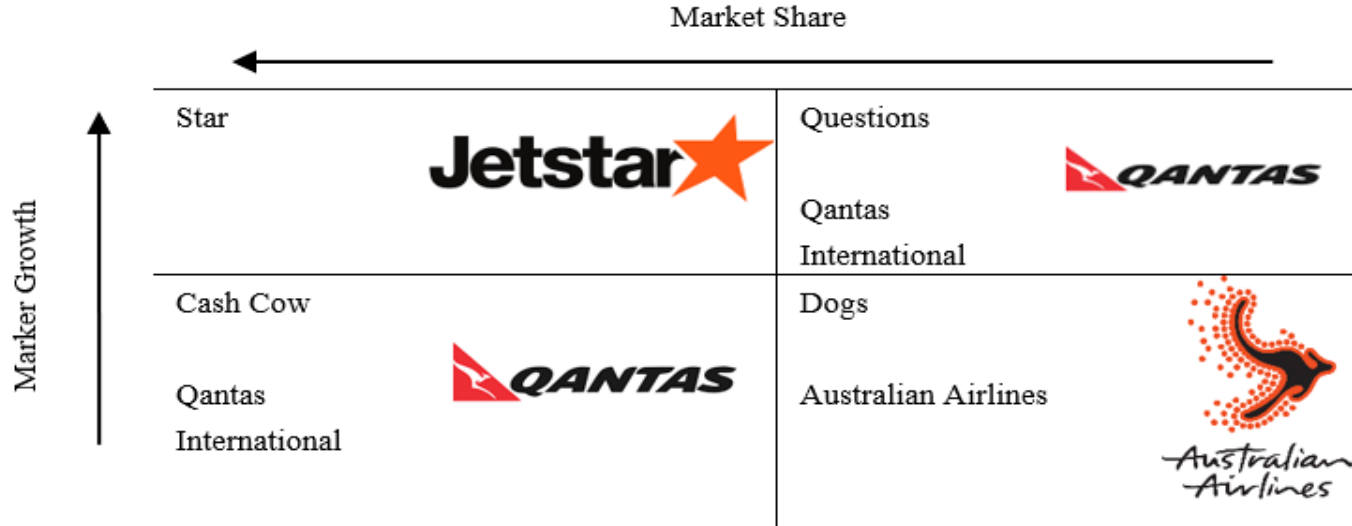 Market Share
Marker Growth
Star
Jetstar
Questions
QANTAS
Qantas
International
Cash Cow
QANTAS
Qantas
International
Dogs
Australian Airlines
Australian
Airlines